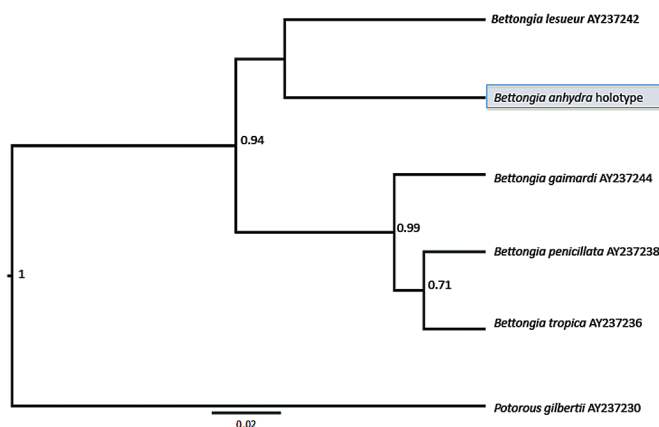 Bettongia lesueur AY237242
Bettongia anhydra holotype
0.94
Bettongia gaimardi AY237244
0.99
Bettongia penicillata AY237238
1
0.71
Bettongia tropica AY237236
Potorous gilbertii AY237230
0.02